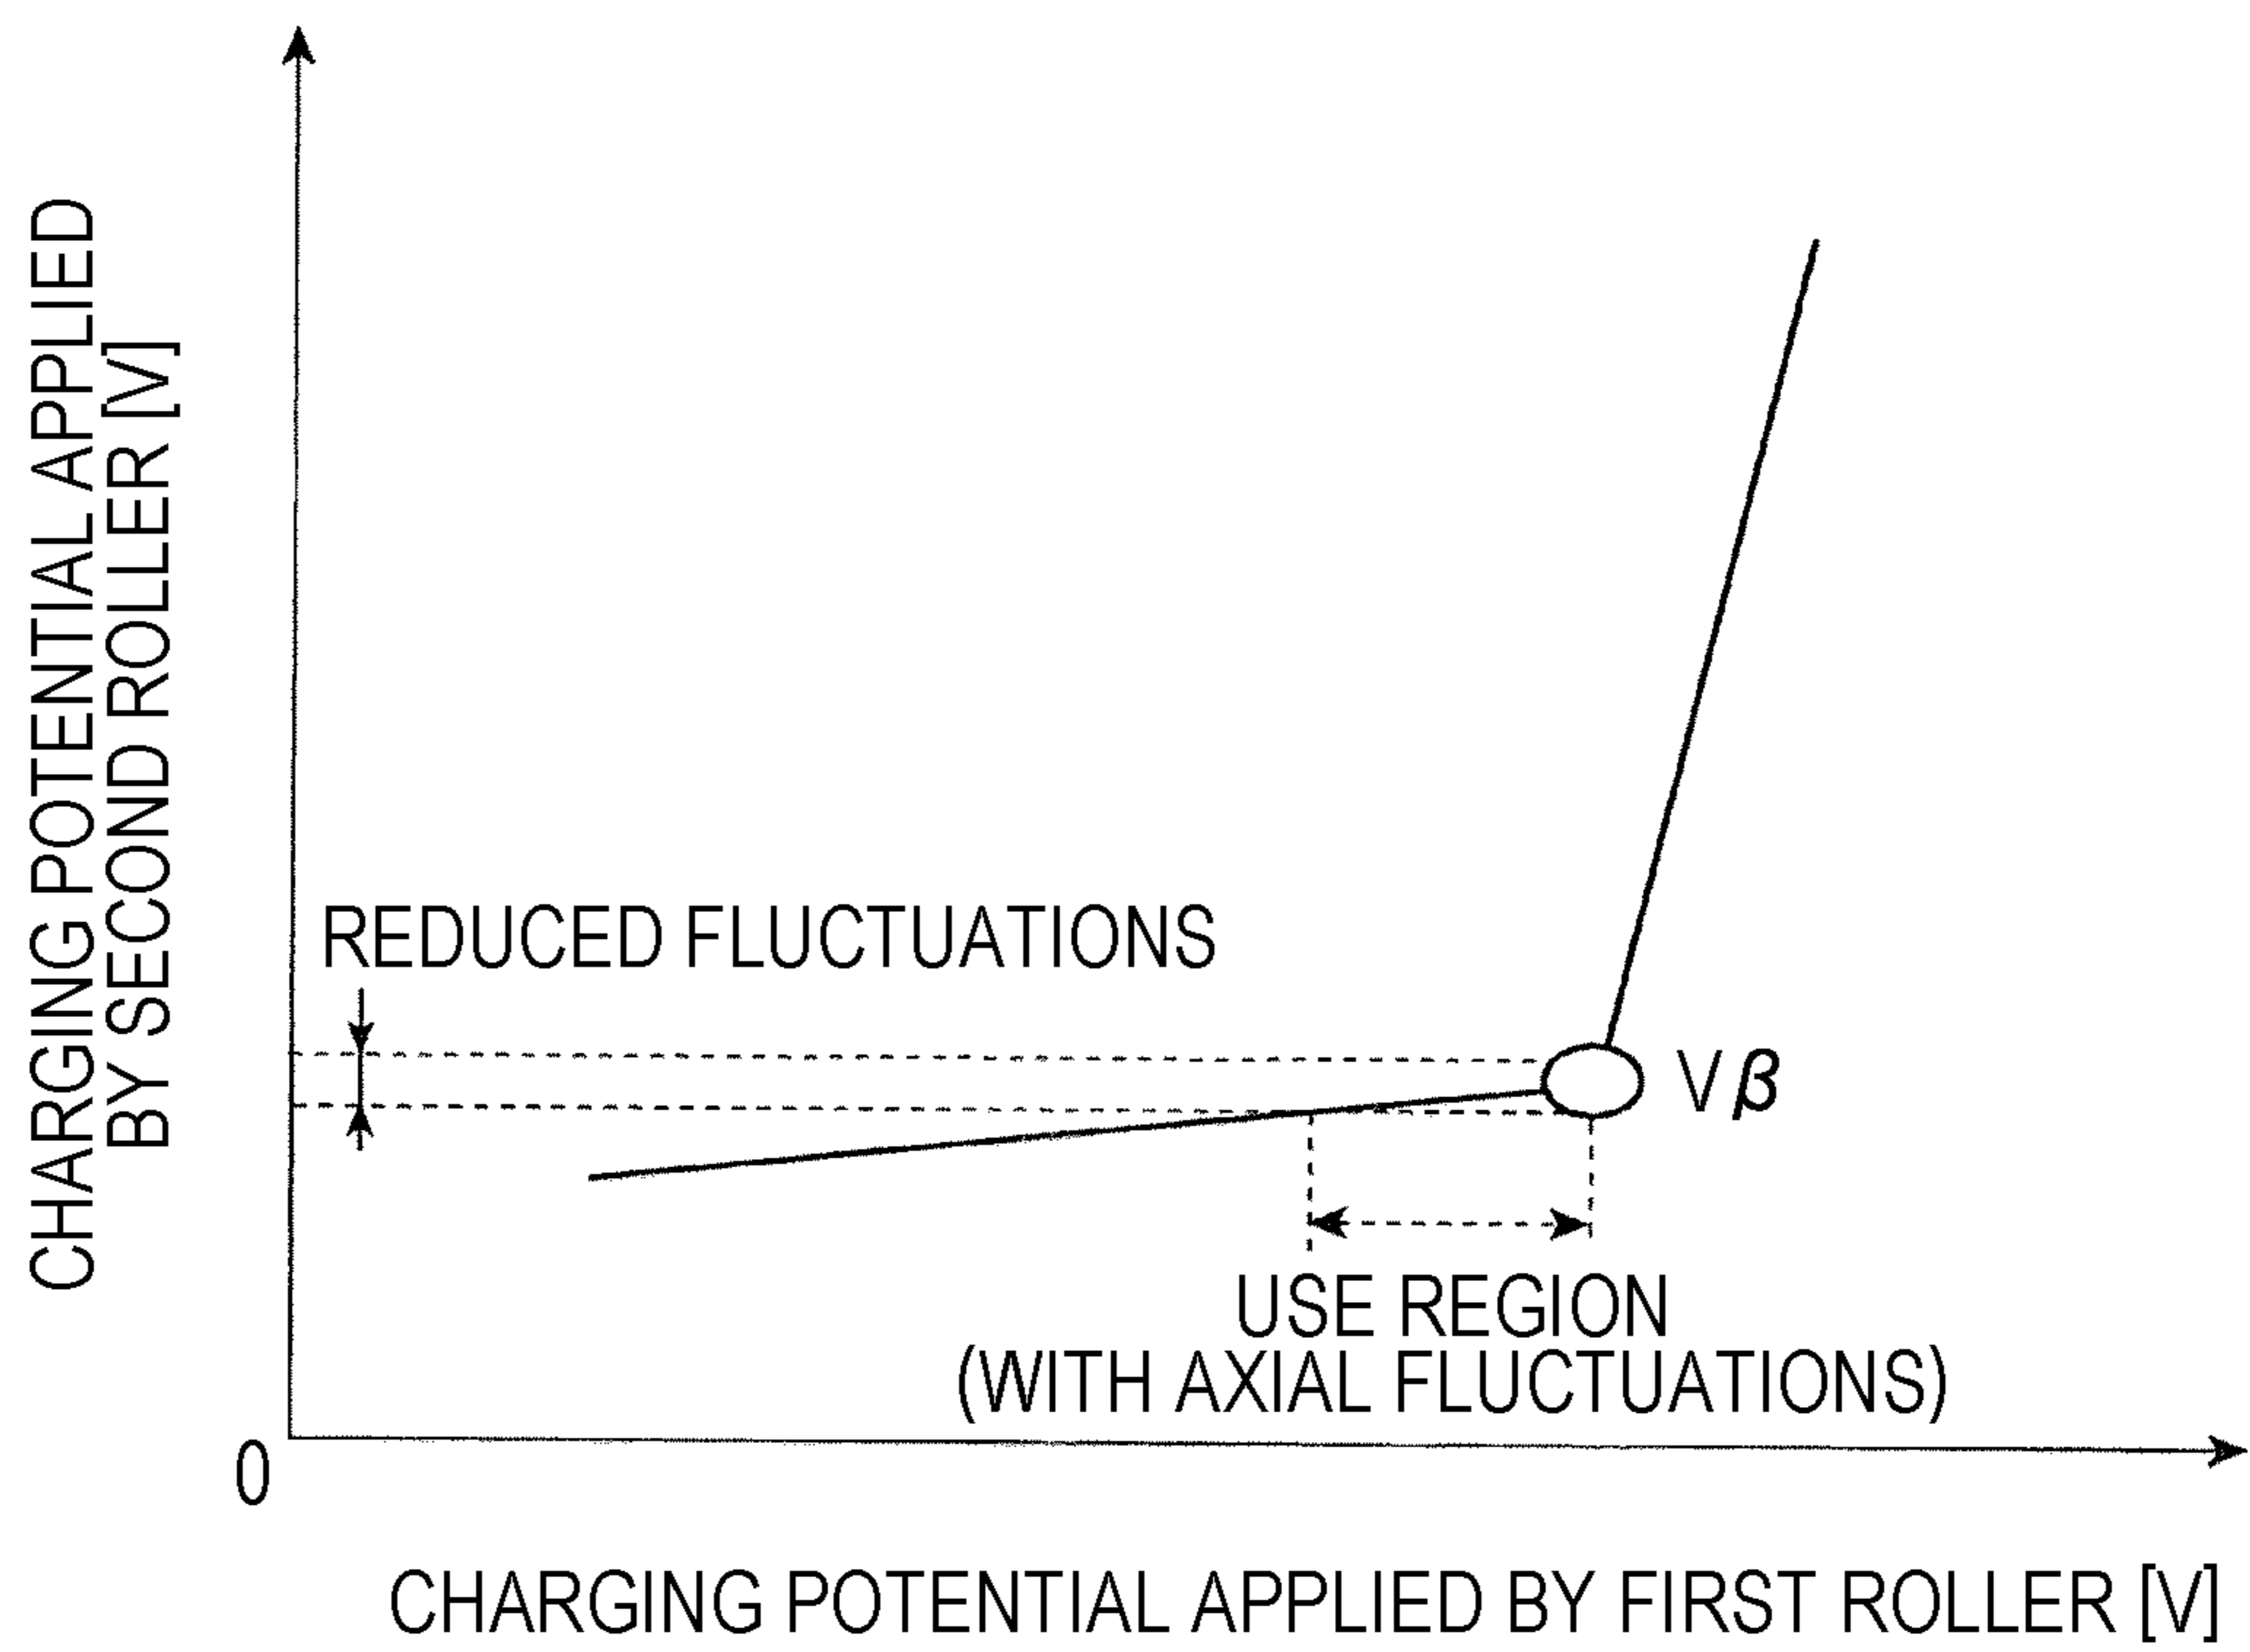 CHARGING POTENTIAL APPLIED
BY SECOND ROLLER [V]
REDUCED FLUCTUATIONS
Vβ
USE REGION
(WITH AXIAL FLUCTUATIONS)
0
CHARGING POTENTIAL APPLIED BY FIRST ROLLER [V]